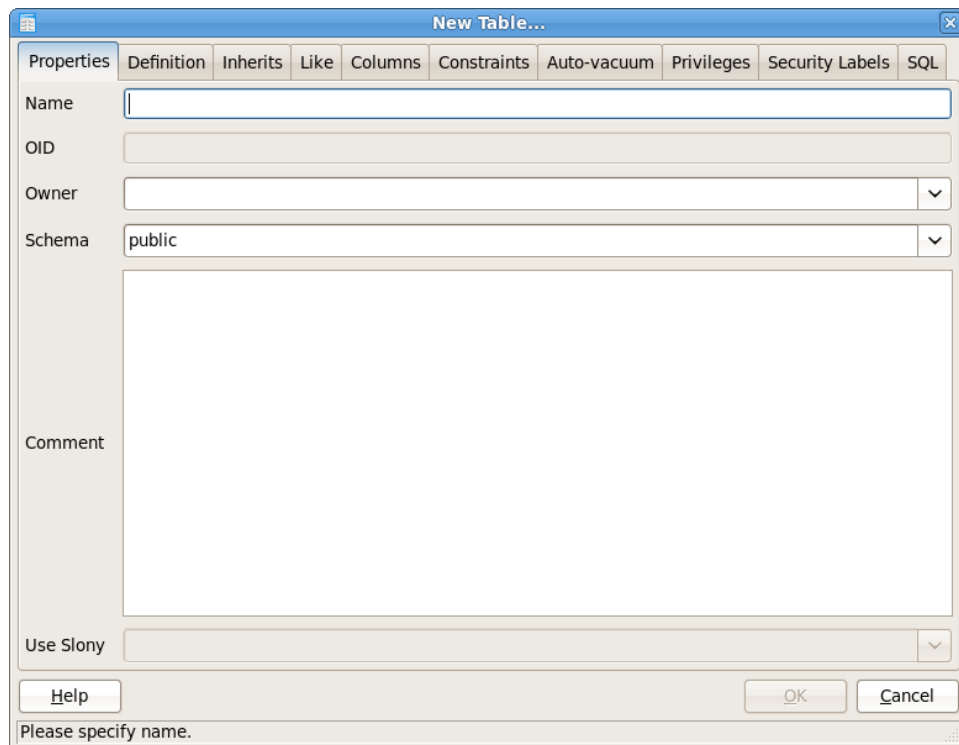 New Table...
Properties Definition Inherits Like Columns Constraints Auto-vacuum Privileges Security Labels SQL
Name
OID
Owner
Schema public
Comment
Use Slony
Help OK Cancel
Please specify name.